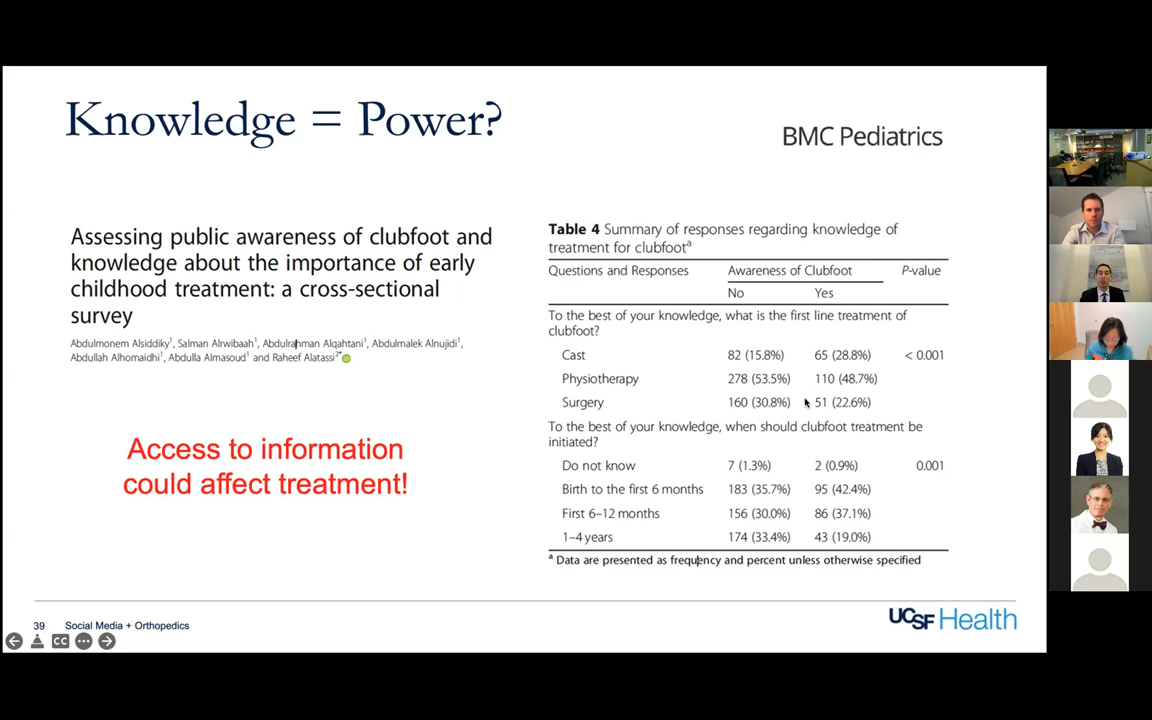 Knowledge = Power?
BMC Pediatrics
Assessing public awareness of clubfoot and
knowledge about the importance of early
childhood treatment: a cross-sectional
survey
Abdulmonem Alsiddiky¹, Salman Alrwibaah¹, Abdulrahman Alqahtani¹, Abdulmalek Alnujidi¹,
Abdullah Alhomaidhi¹, Abdulla Almasoud¹ and Raheef Alatassi²*
Access to information
could affect treatment!
Table 4 Summary of responses regarding knowledge of
treatment for clubfootᵃ
Questions and Responses Awareness of Clubfoot P-value
No Yes
To the best of your knowledge, what is the first line treatment of
clubfoot?
Cast 82 (15.8%) 65 (28.8%) < 0.001
Physiotherapy 278 (53.5%) 110 (48.7%)
Surgery 160 (30.8%) 51 (22.6%)
To the best of your knowledge, when should clubfoot treatment be
initiated?
Do not know 7 (1.3%) 2 (0.9%) 0.001
Birth to the first 6 months 183 (35.7%) 95 (42.4%)
First 6–12 months 156 (30.0%) 86 (37.1%)
1–4 years 174 (33.4%) 43 (19.0%)
ᵃ Data are presented as frequency and percent unless otherwise specified
39 Social Media + Orthopedics
UCSF Health
CC